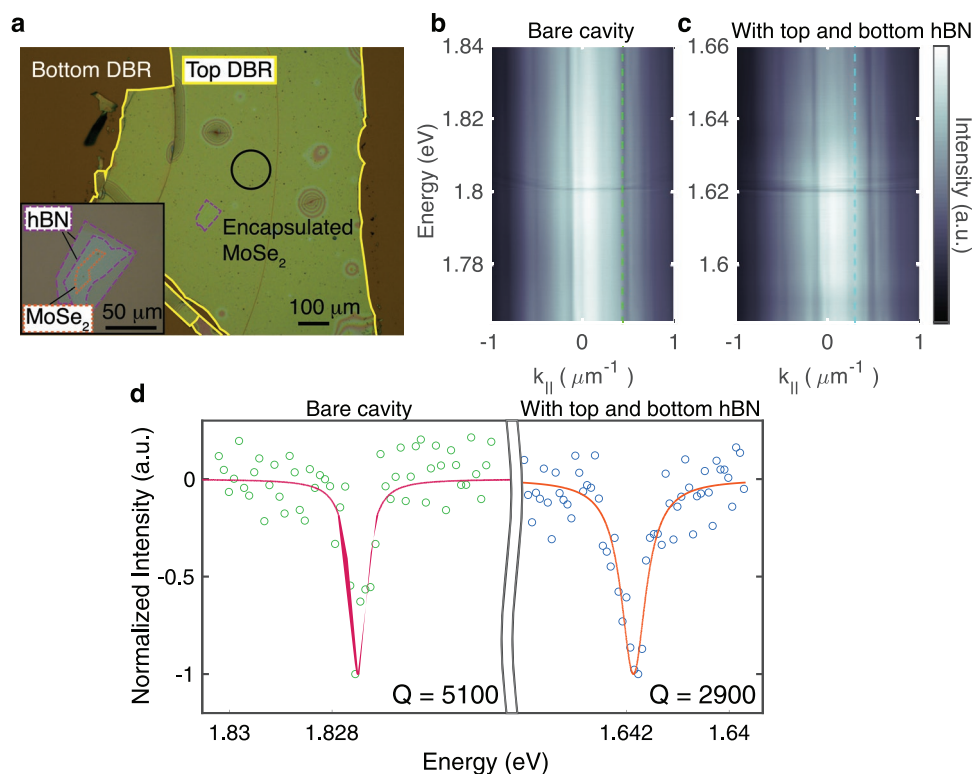 a
Bottom DBR
Top DBR
Encapsulated
MoSe₂
100 μm
hBN
MoSe₂
50 μm
b
Bare cavity
1.84
1.82
1.8
1.78
Energy (eV)
-1
0
1
k|| ( μm⁻¹ )
c
With top and bottom hBN
1.66
1.64
1.62
1.6
-1
0
1
k|| ( μm⁻¹ )
Intensity (a.u.)
d
Bare cavity
With top and bottom hBN
Normalized Intensity (a.u.)
0
-0.5
-1
Q = 5100
Q = 2900
1.83
1.828
1.642
1.64
Energy (eV)